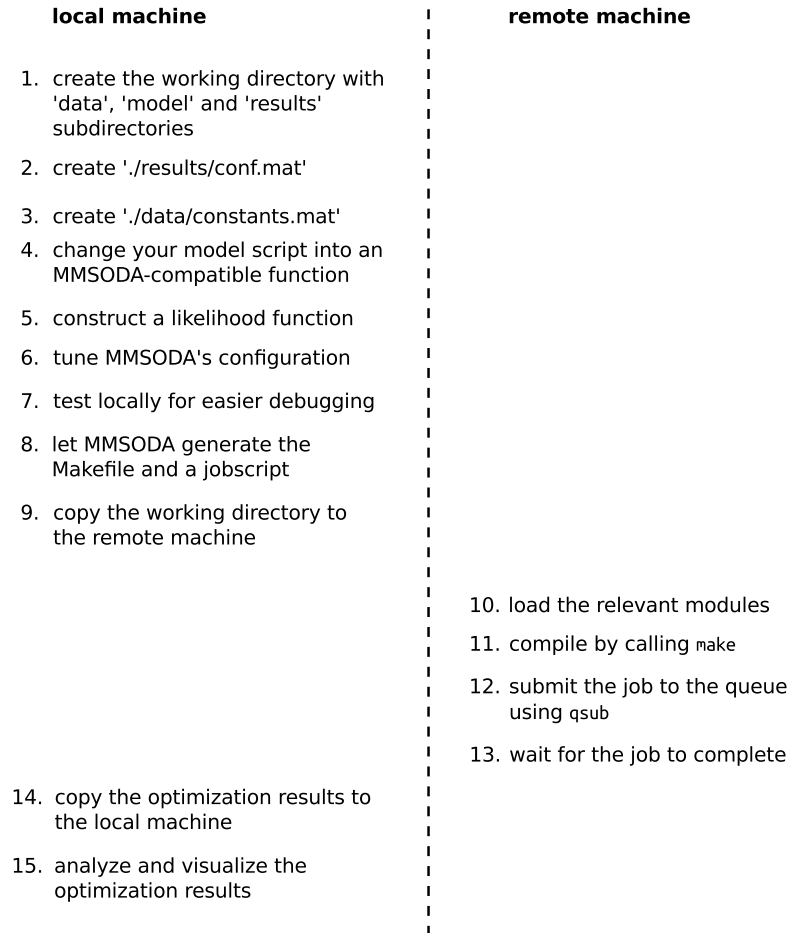 local machine
remote machine
1. create the working directory with
'data', 'model' and 'results'
subdirectories
2. create './results/conf.mat'
3. create './data/constants.mat'
4. change your model script into an
MMSODA-compatible function
5. construct a likelihood function
6. tune MMSODA's configuration
7. test locally for easier debugging
8. let MMSODA generate the
Makefile and a jobscript
9. copy the working directory to
the remote machine
10. load the relevant modules
11. compile by calling make
12. submit the job to the queue
using qsub
13. wait for the job to complete
14. copy the optimization results to
the local machine
15. analyze and visualize the
optimization results